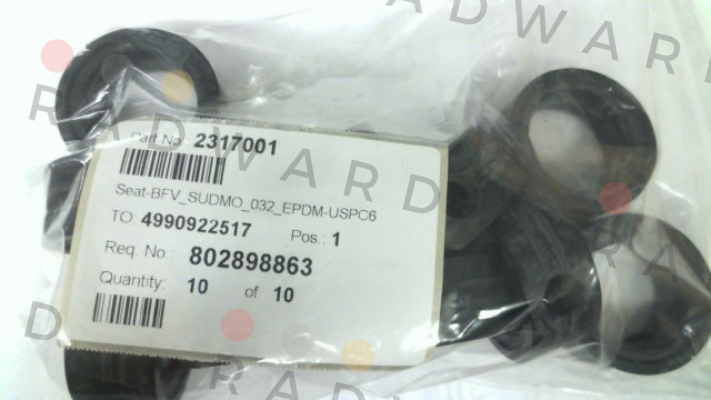 RADWARD
Part No.: 2317001
Seat-BFV_SUDMO_032_EPDM-USPC6
TO: 4990922517 Pos.: 1
Req. No.: 802898863
Quantity: 10 of 10